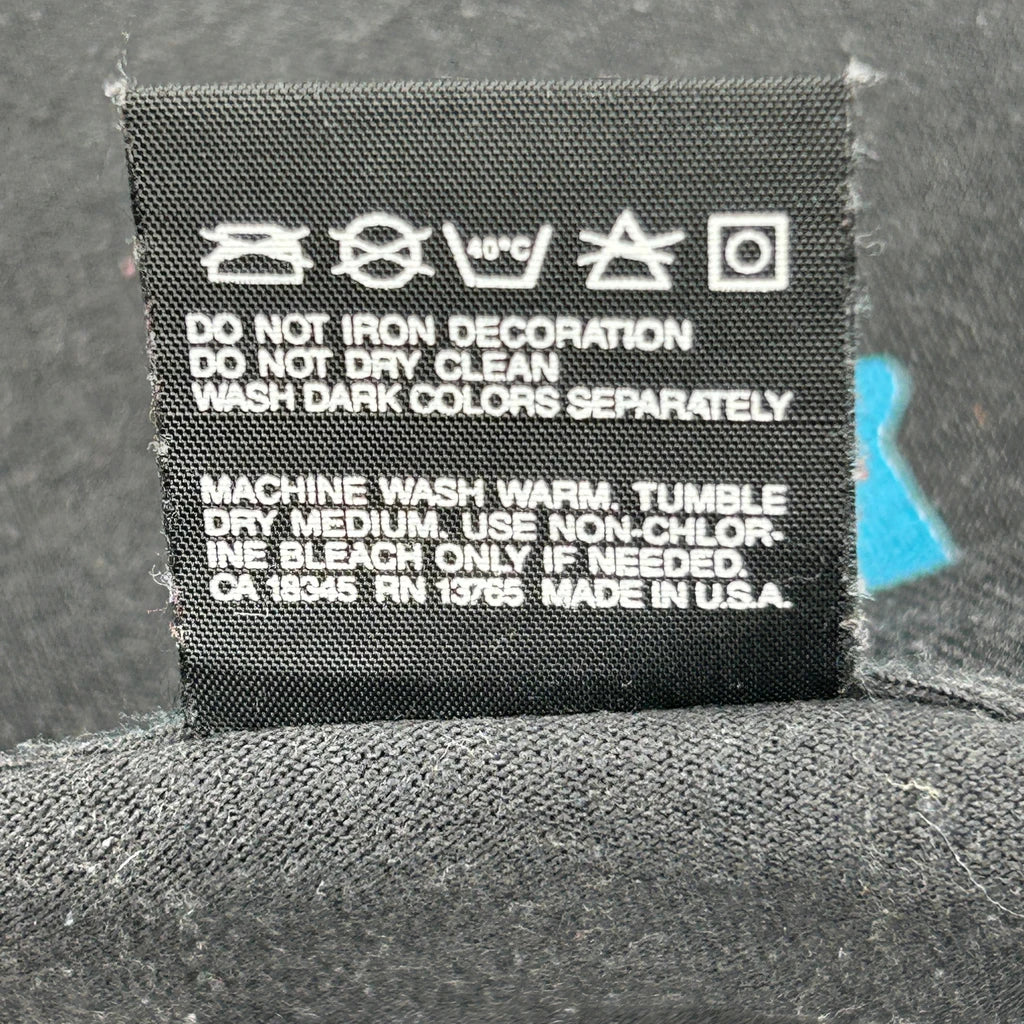 40°C
DO NOT IRON DECORATION
DO NOT DRY CLEAN
WASH DARK COLORS SEPARATELY
MACHINE WASH WARM. TUMBLE
DRY MEDIUM. USE NON-CHLOR-
INE BLEACH ONLY IF NEEDED.
CA 18345 RN 13765 MADE IN U.S.A.